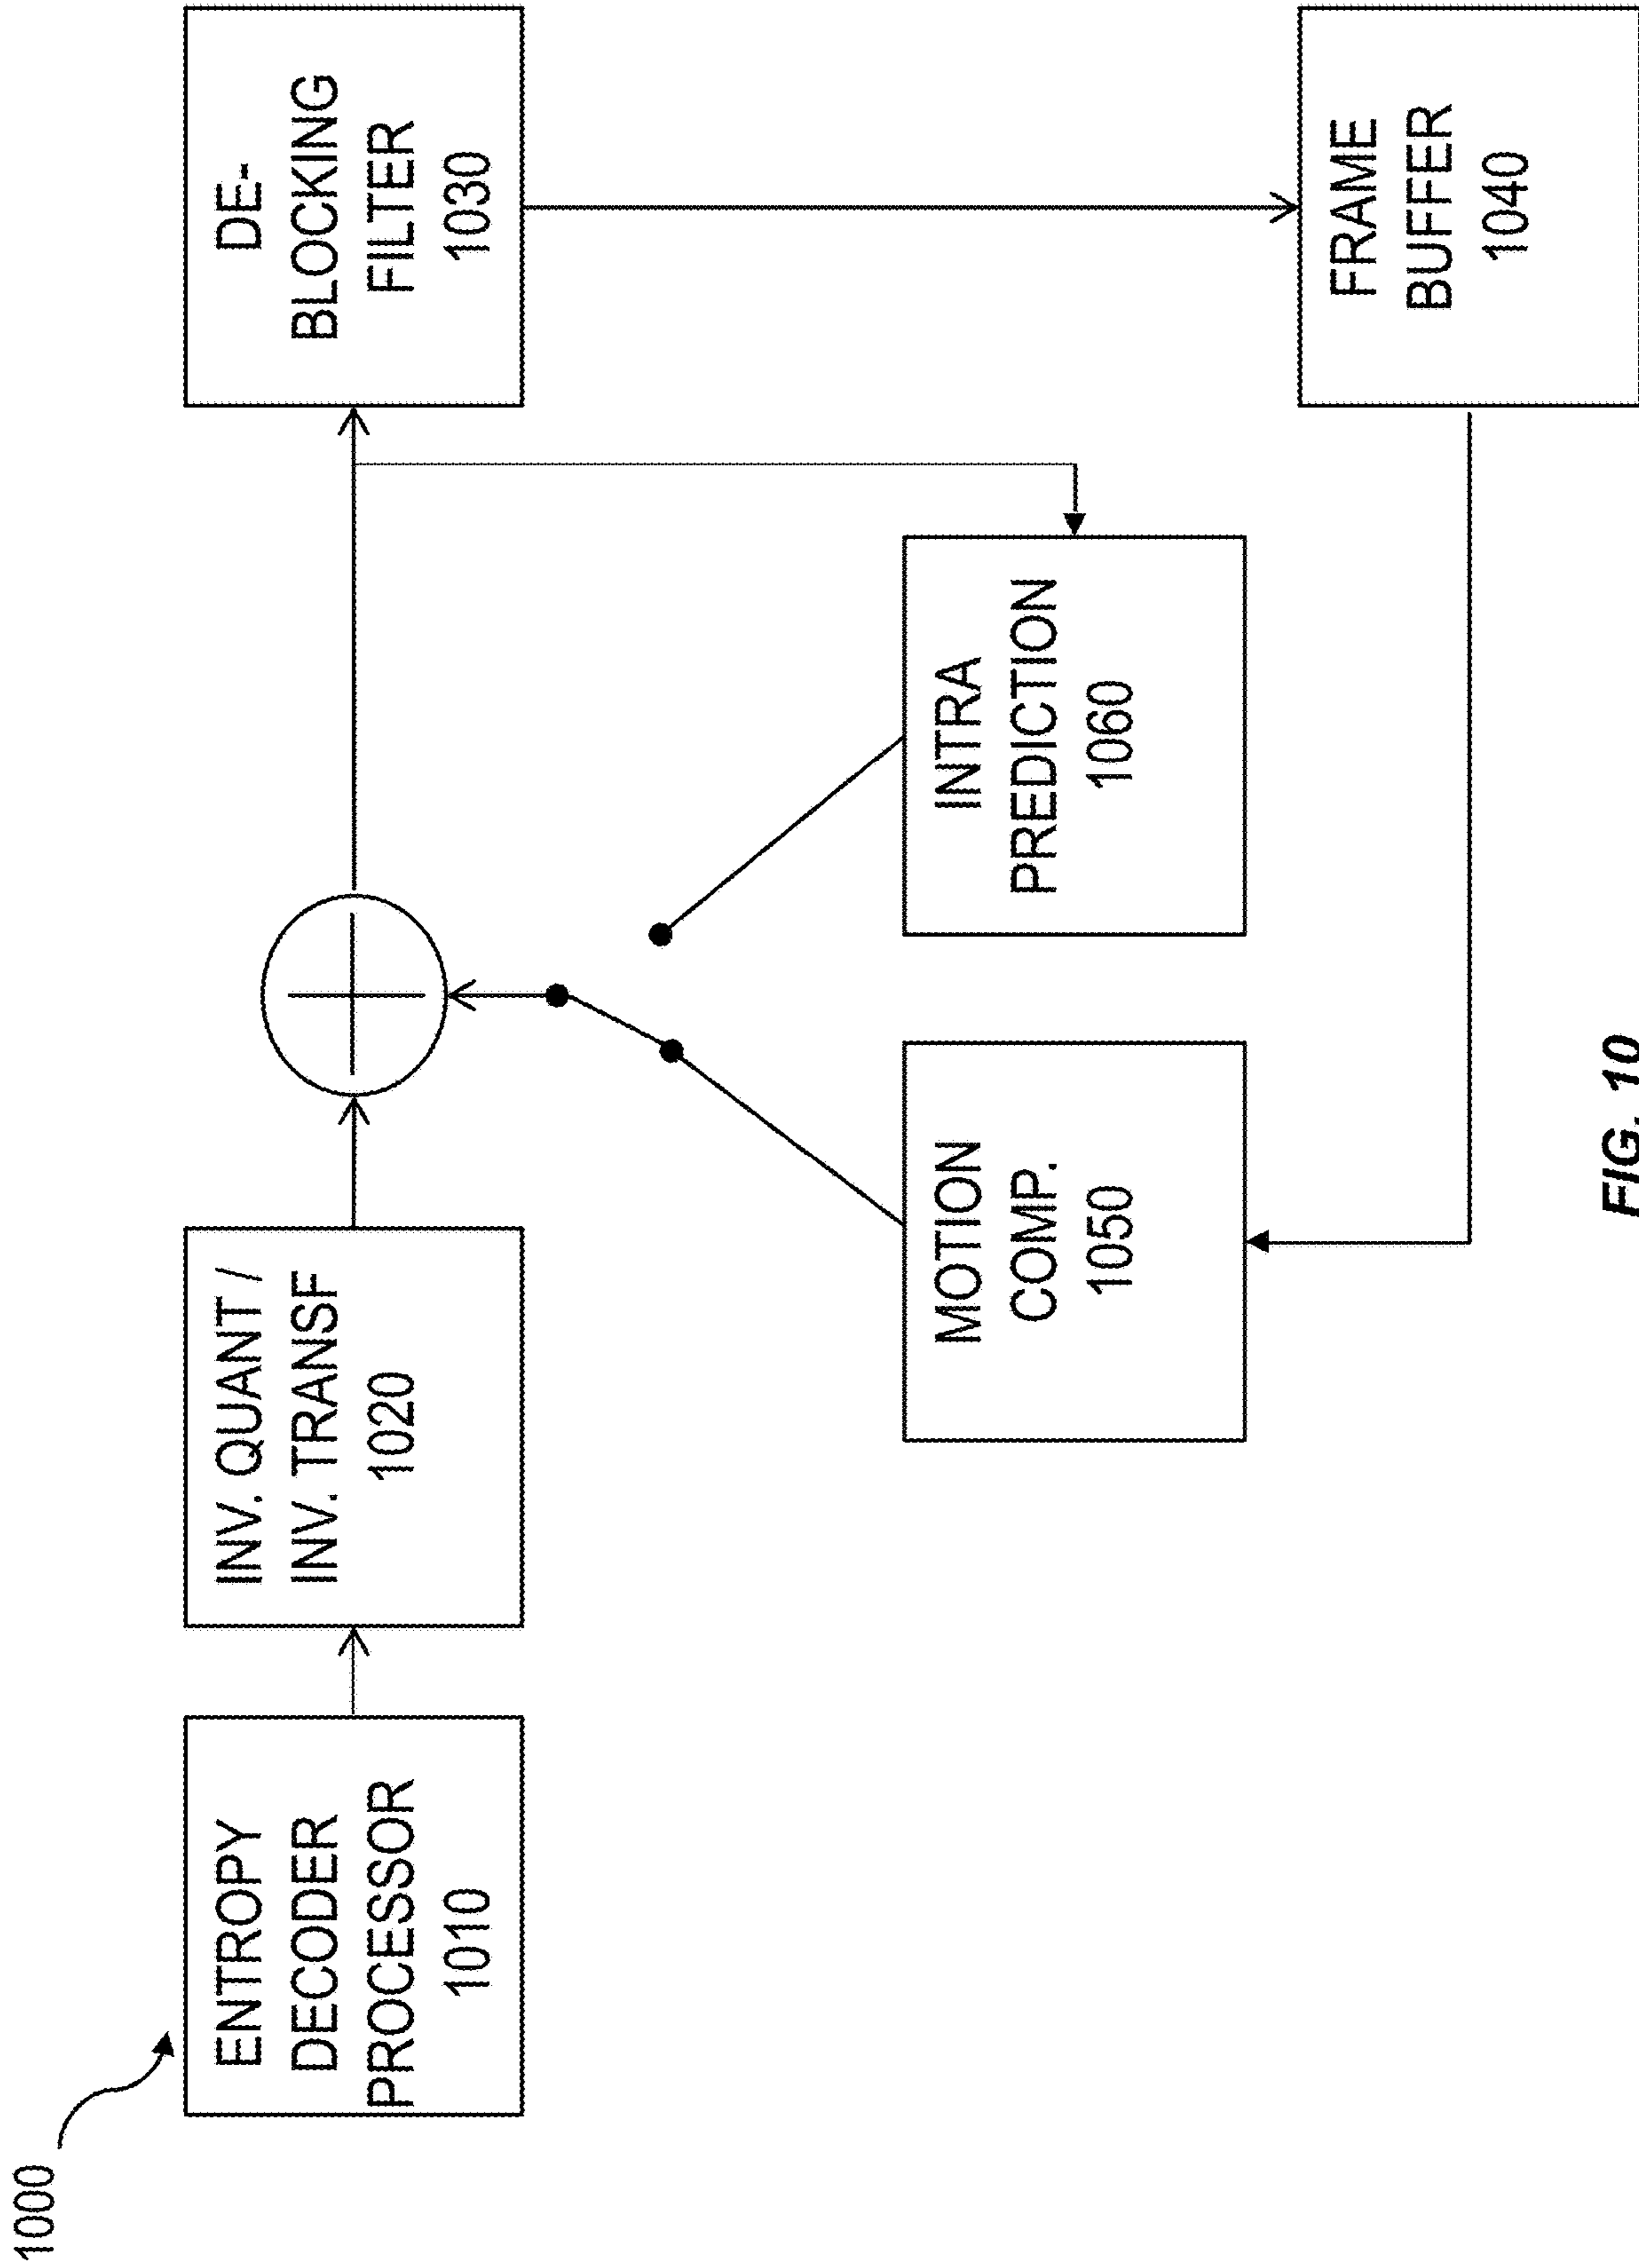 1000
ENTROPY
DECODER
PROCESSOR
1010
INV. QUANT /
INV. TRANSF
1020
DE-
BLOCKING
FILTER
1030
MOTION
COMP.
1050
INTRA
PREDICTION
1060
FRAME
BUFFER
1040
FIG. 10